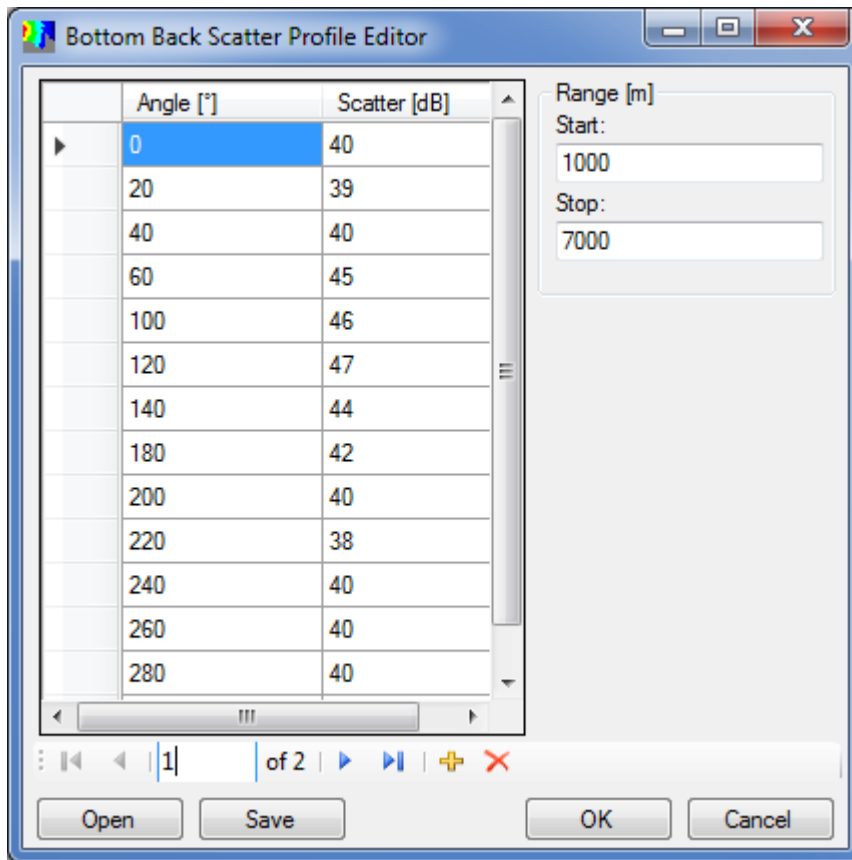 Bottom Back Scatter Profile Editor
Angle [°] Scatter [dB]
0 40
20 39
40 40
60 45
100 46
120 47
140 44
180 42
200 40
220 38
240 40
260 40
280 40
Range [m]
Start:
1000
Stop:
7000
1 of 2
Open Save OK Cancel